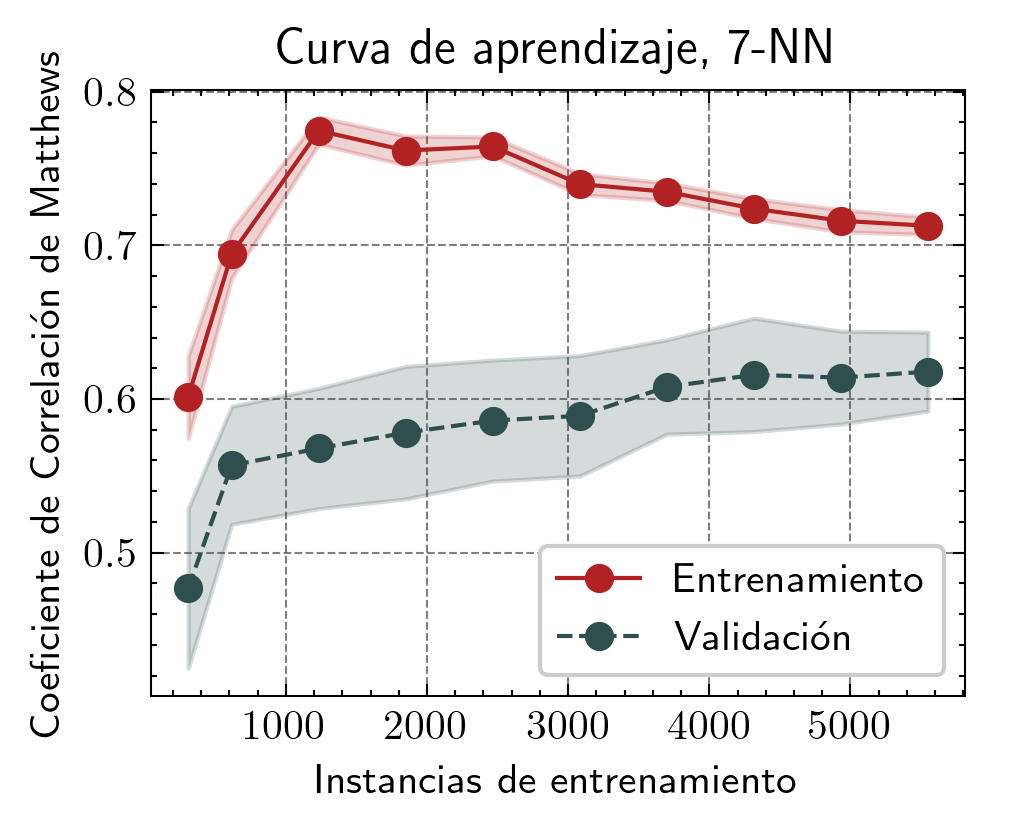 Curva de aprendizaje, 7-NN
Coeficiente de Correlación de Matthews
0.8
0.7
0.6
0.5
Entrenamiento
Validación
1000 2000 3000 4000 5000
Instancias de entrenamiento